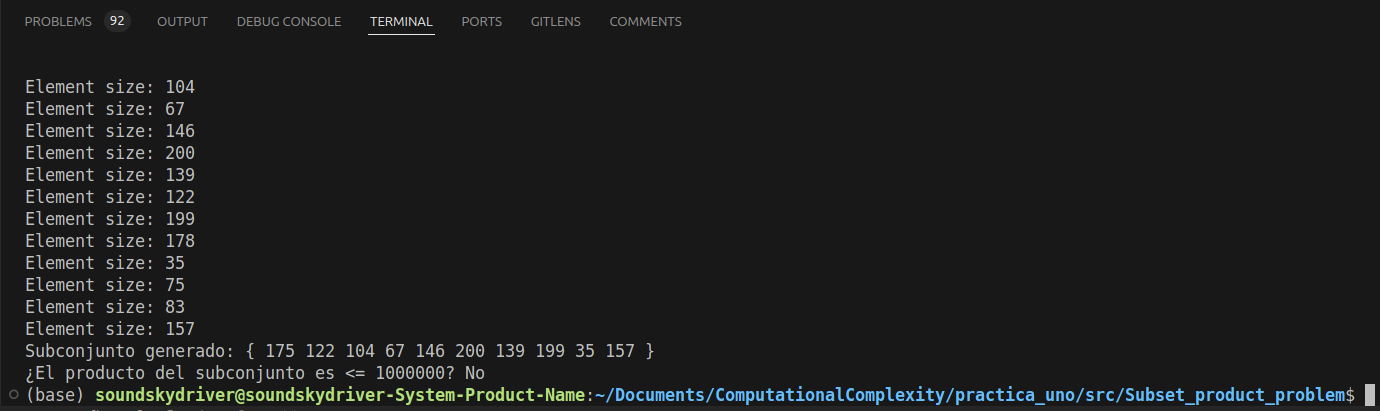 PROBLEMS 92 OUTPUT DEBUG CONSOLE TERMINAL PORTS GITLENS COMMENTS
Element size: 104
Element size: 67
Element size: 146
Element size: 200
Element size: 139
Element size: 122
Element size: 199
Element size: 178
Element size: 35
Element size: 75
Element size: 83
Element size: 157
Subconjunto generado: { 175 122 104 67 146 200 139 199 35 157 }
¿El producto del subconjunto es <= 1000000? No
(base) soundskydriver@soundskydriver-System-Product-Name:~/Documents/ComputationalComplexity/practica_uno/src/Subset_product_problem$